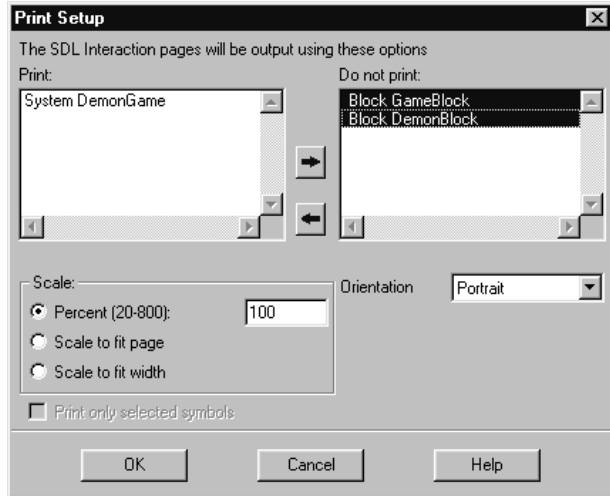 Print Setup
The SDL Interaction pages will be output using these options
Print:
System DemonGame
Do not print:
Block GameBlock
Block DemonBlock
Scale:
Percent (20-800): 100
Scale to fit page
Scale to fit width
Orientation Portrait
Print only selected symbols
OK Cancel Help